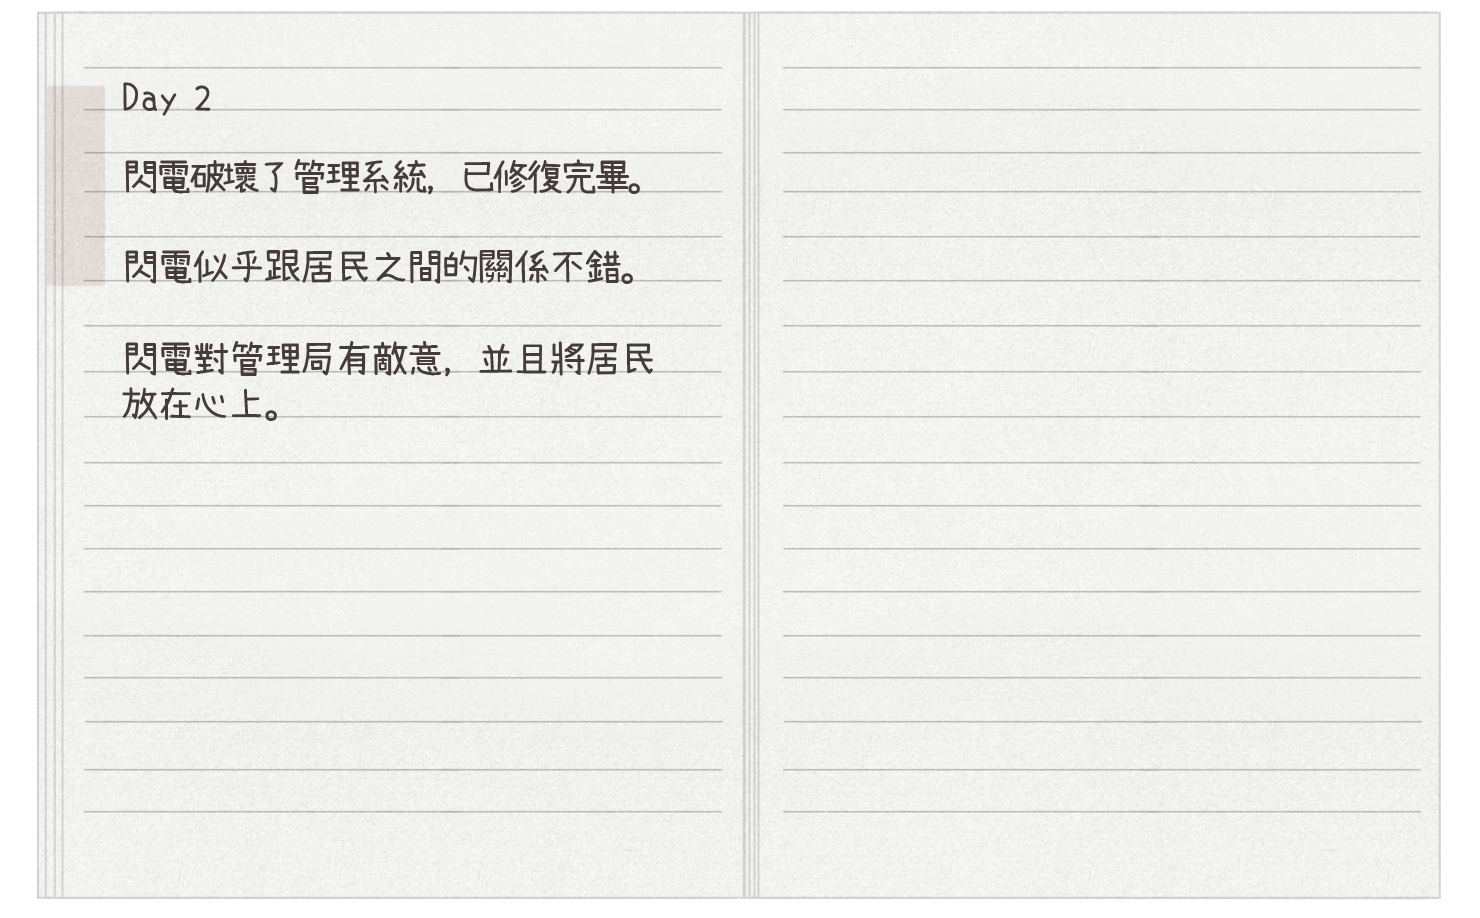 Day 2
閃電破壞了管理系統，已修復完畢。
閃電似乎跟居民之間的關係不錯。
閃電對管理局有敵意，並且將居民
放在心上。